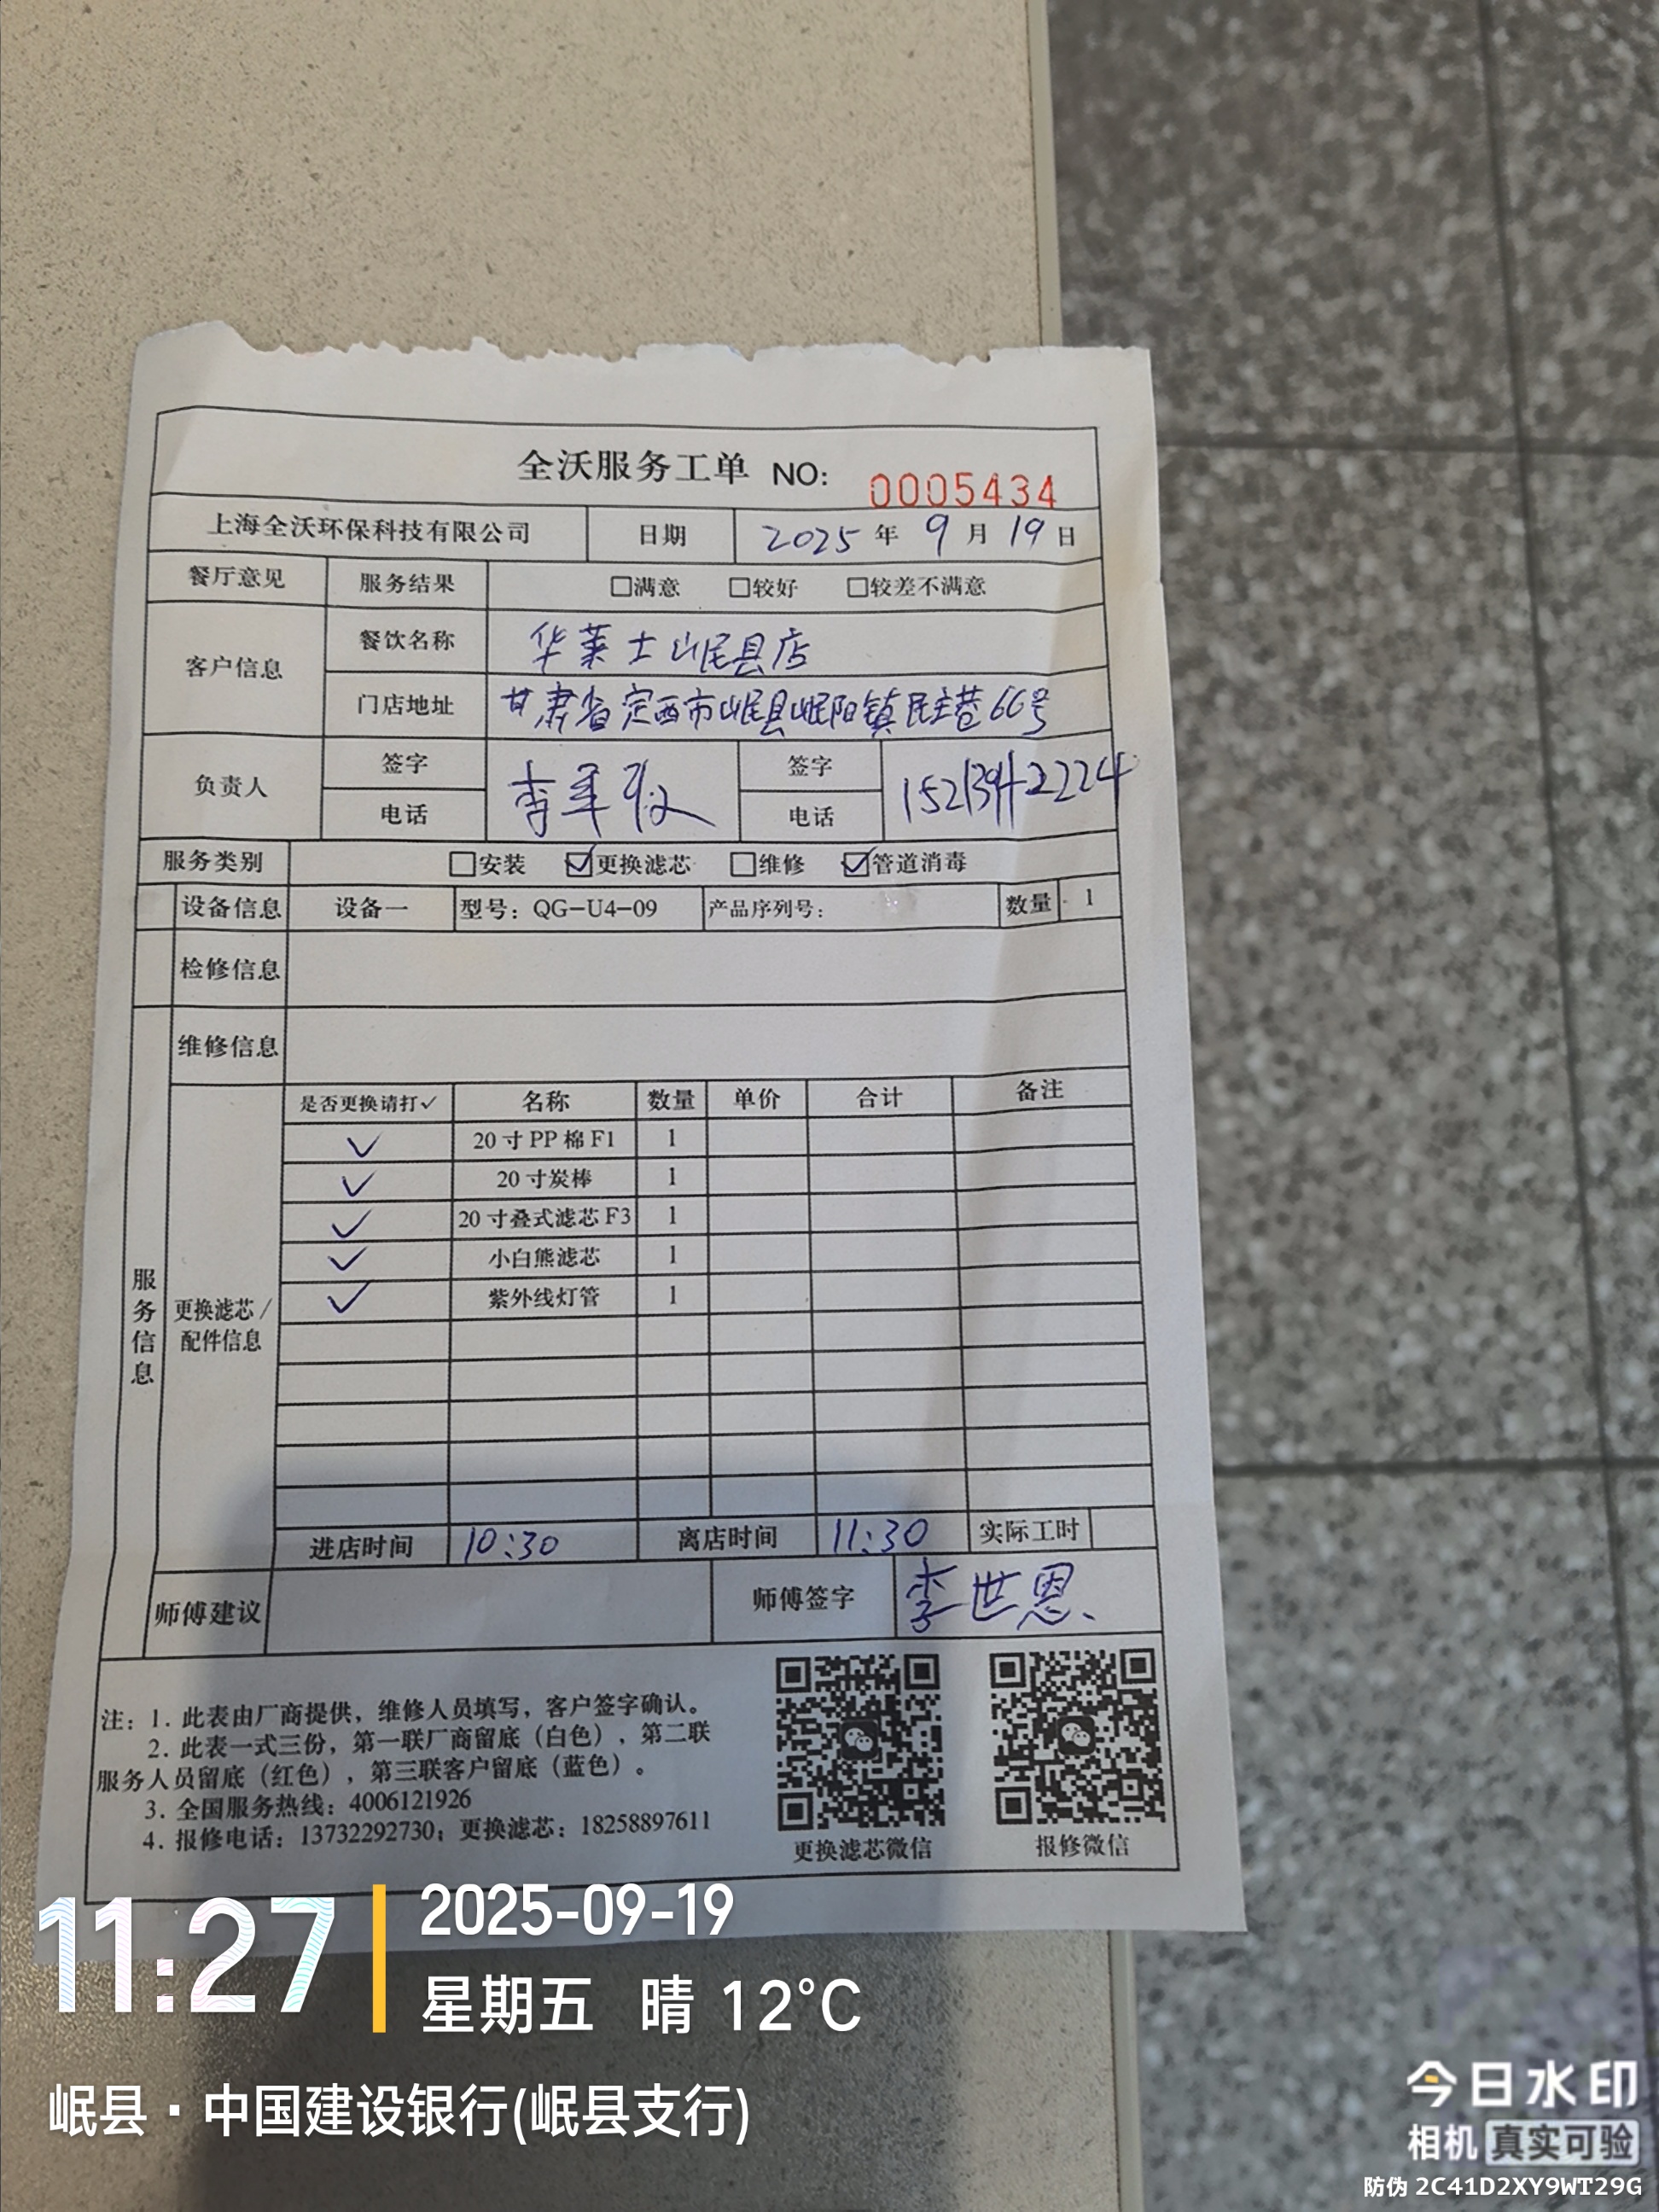 全沃服务工单 NO: 0005434
上海全沃环保科技有限公司 日期 2025 年 9 月 19 日
餐厅意见 服务结果 □满意 □较好 □较差不满意
客户信息 餐饮名称 华莱士岷县店
门店地址 甘肃省定西市岷县岷阳镇民主巷66号
负责人 签字 李 签字
电话 电话
服务类别 □安装 ☑更换滤芯 □维修 ☑管道消毒
设备信息 设备一 型号：QG-U4-09 产品序列号： 数量 1
检修信息
维修信息
服务信息
更换滤芯/配件信息
是否更换请打✓ 名称 数量 单价 合计 备注
✓ 20寸PP棉F1 1
✓ 20寸炭棒 1
✓ 20寸叠式滤芯F3 1
✓ 小白熊滤芯 1
✓ 紫外线灯管 1
进店时间 10:30 离店时间 11:30 实际工时
师傅建议 师傅签字 李世恩
注：1. 此表由厂商提供，维修人员填写，客户签字确认。
2. 此表一式三份，第一联厂商留底（白色），第二联
服务人员留底（红色），第三联客户留底（蓝色）。
3. 全国服务热线：4006121926
4. 报修电话：13732292730；更换滤芯：18258897611
更换滤芯微信 报修微信
11:27 2025-09-19
星期五 晴 12°C
岷县·中国建设银行(岷县支行)
今日水印
相机 真实可验
防伪 2C41D2XY9WT29G